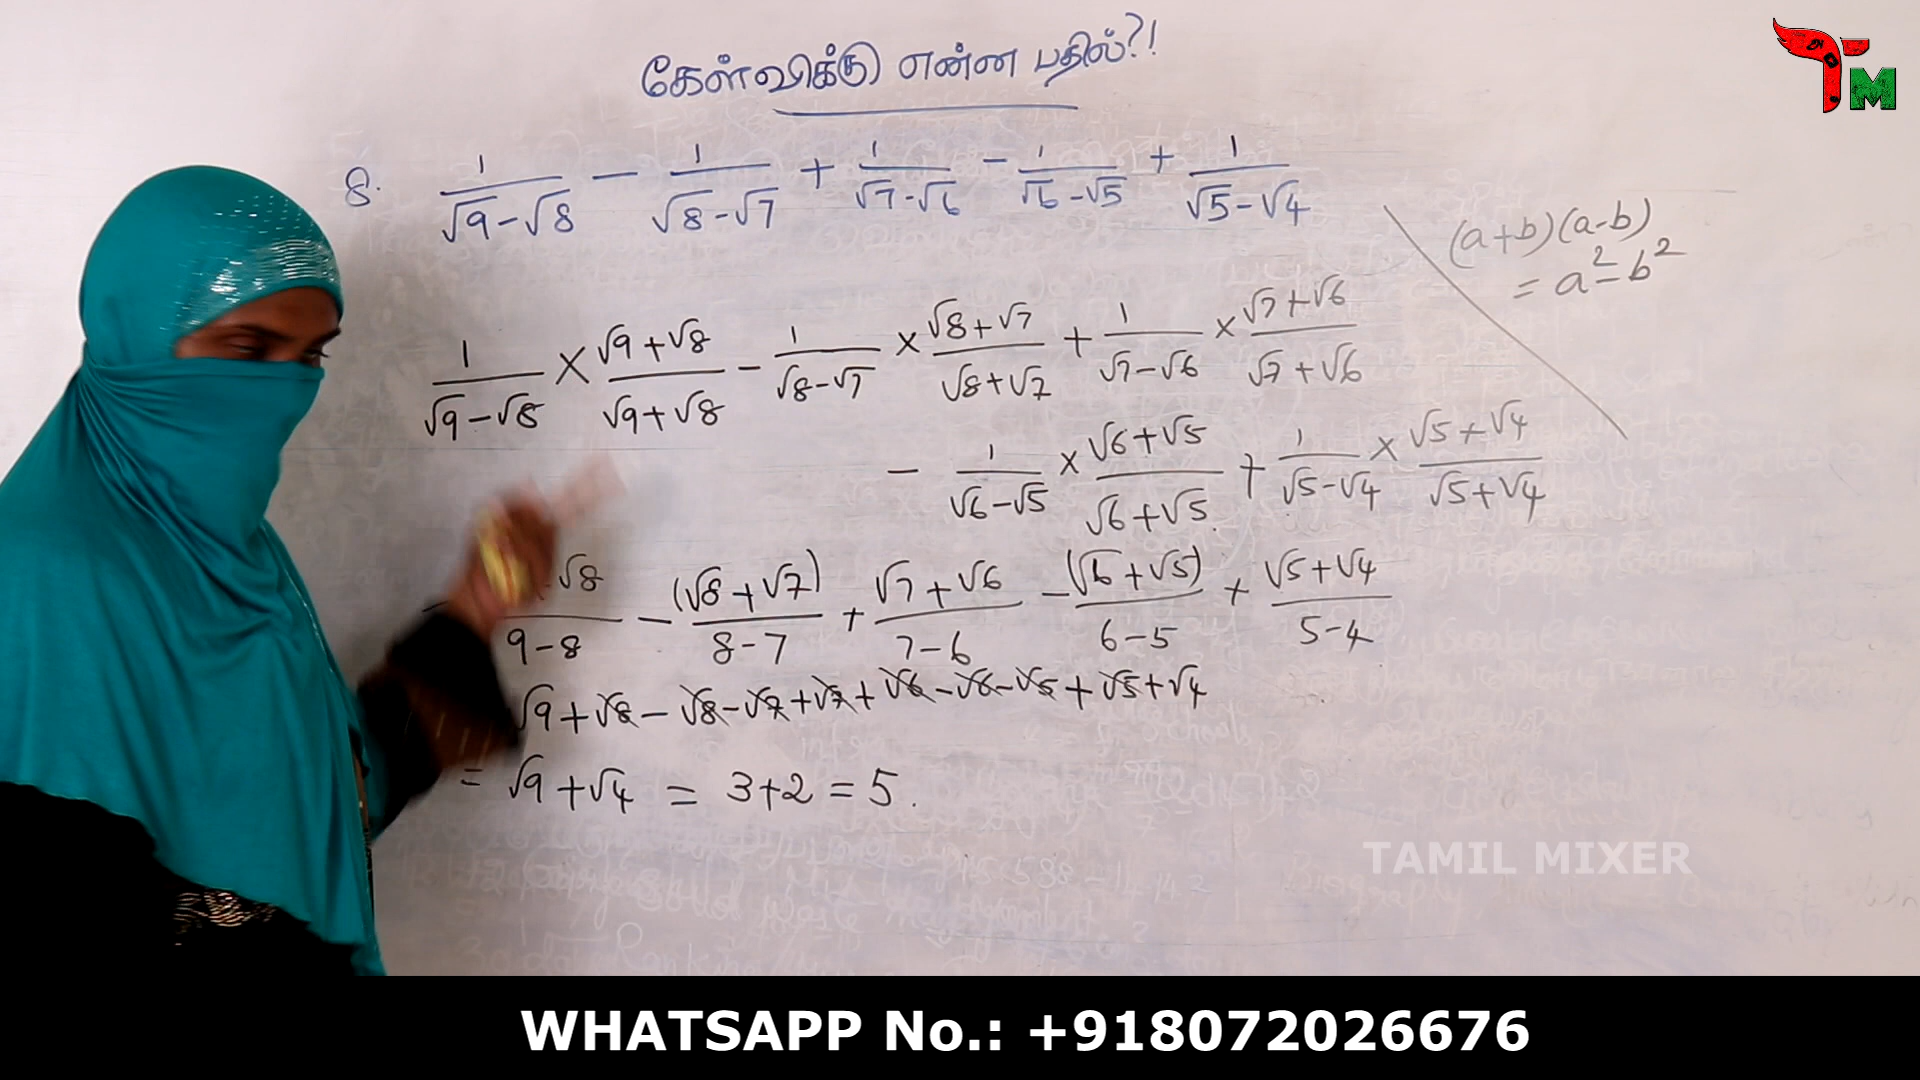 கேள்விக்கு என்ன பதில்?!
TM
8. 1/(√9-√8) - 1/(√8-√7) + 1/(√7-√6) - 1/(√6-√5) + 1/(√5-√4)
(a+b)(a-b)
= a²-b²
1/(√9-√8) × (√9+√8)/(√9+√8) - 1/(√8-√7) × (√8+√7)/(√8+√7) + 1/(√7-√6) × (√7+√6)/(√7+√6)
- 1/(√6-√5) × (√6+√5)/(√6+√5) + 1/(√5-√4) × (√5+√4)/(√5+√4)
√8/(9-8) - (√8+√7)/(8-7) + (√7+√6)/(7-6) - (√6+√5)/(6-5) + (√5+√4)/(5-4)
√9+√8-√8-√7+√7+√6-√6-√5+√5+√4
= √9+√4 = 3+2 = 5.
TAMIL MIXER
WHATSAPP No.: +918072026676